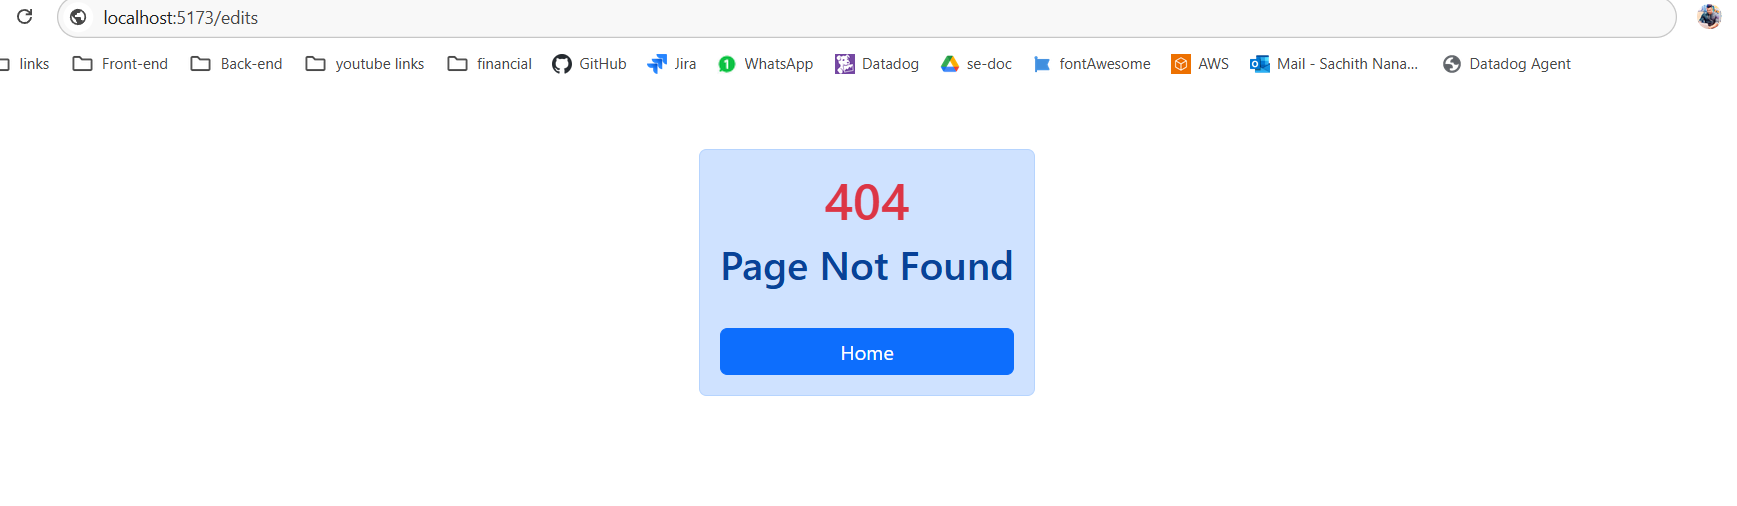 localhost:5173/edits
links Front-end Back-end youtube links financial GitHub Jira 1 WhatsApp Datadog se-doc fontAwesome AWS Mail - Sachith Nana... Datadog Agent
404
Page Not Found
Home